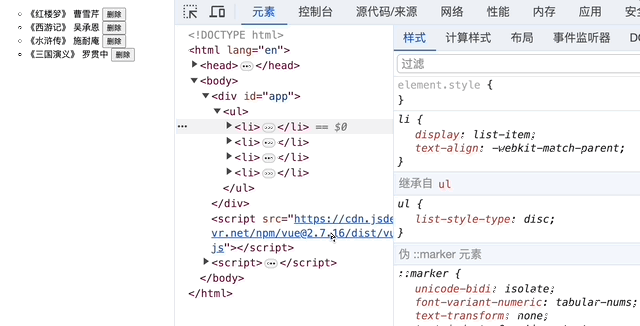 《红楼梦》 曹雪芹 删除
《西游记》 吴承恩 删除
《水浒传》 施耐庵 删除
《三国演义》 罗贯中 删除
元素 控制台 源代码/来源 网络 性能 内存 应用 安全
<!DOCTYPE html>
<html lang="en">
<head> ••• </head>
<body>
<div id="app">
<ul>
••• <li> ••• </li> == $0
<li> ••• </li>
<li> ••• </li>
<li> ••• </li>
</ul>
</div>
<script src="https://cdn.jsde
vr.net/npm/vue@2.7.16/dist/vu
js"></script>
<script> ••• </script>
</body>
</html>
样式 计算样式 布局 事件监听器 DO
过滤
element.style {
}
li {
display: list-item;
text-align: -webkit-match-parent;
}
继承自 ul
ul {
list-style-type: disc;
}
伪 ::marker 元素
::marker {
unicode-bidi: isolate;
font-variant-numeric: tabular-nums;
text-transform: none;